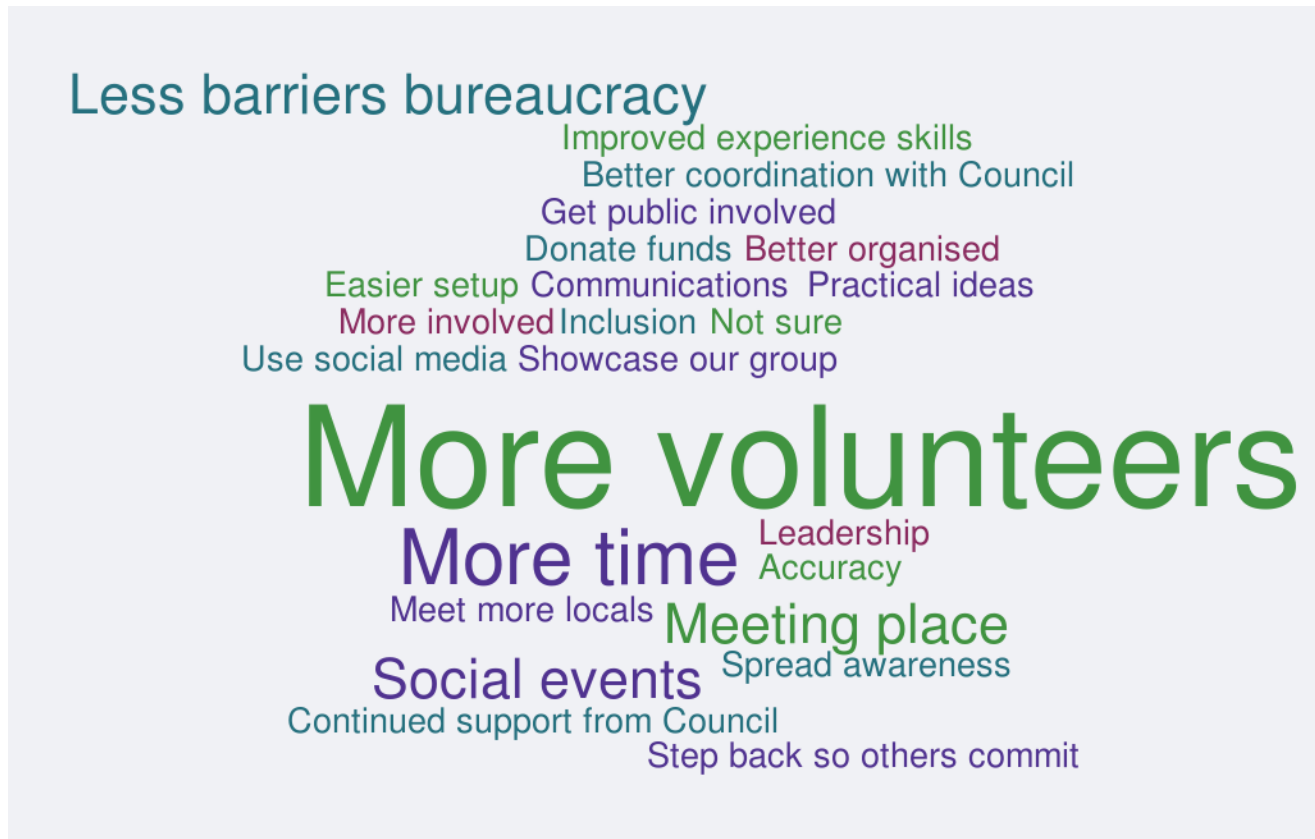 Less barriers bureaucracy
Improved experience skills
Better coordination with Council
Get public involved
Donate funds Better organised
Easier setup Communications Practical ideas
More involved Inclusion Not sure
Use social media Showcase our group
More volunteers
More time Leadership
Accuracy
Meet more locals Meeting place
Social events Spread awareness
Continued support from Council
Step back so others commit